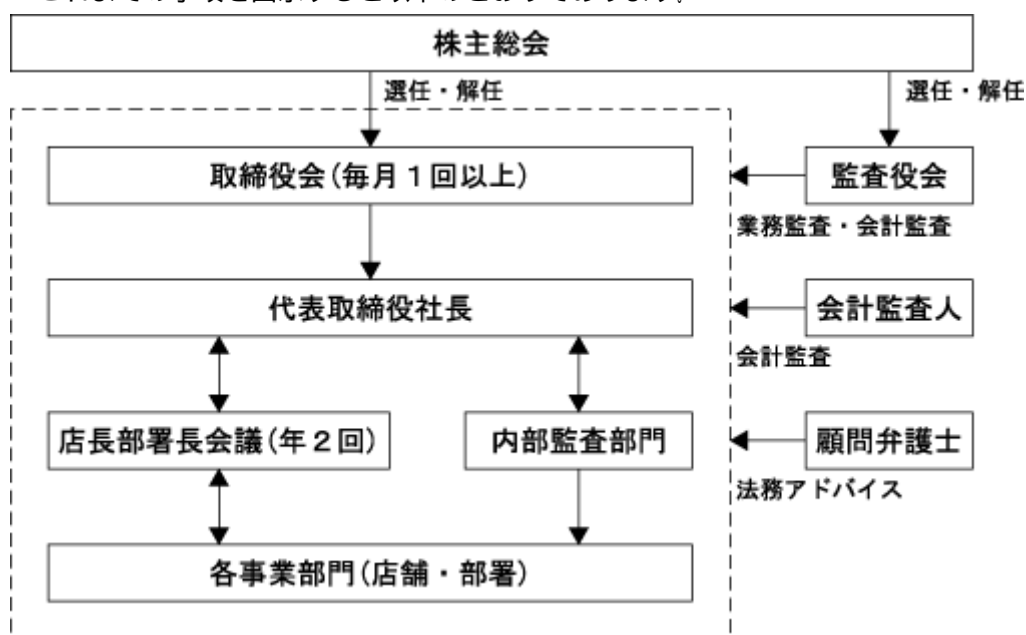 株主総会
選任・解任
選任・解任
取締役会(毎月1回以上)
監査役会
業務監査・会計監査
代表取締役社長
会計監査人
会計監査
店長部署長会議(年2回)
内部監査部門
顧問弁護士
法務アドバイス
各事業部門(店舗・部署)